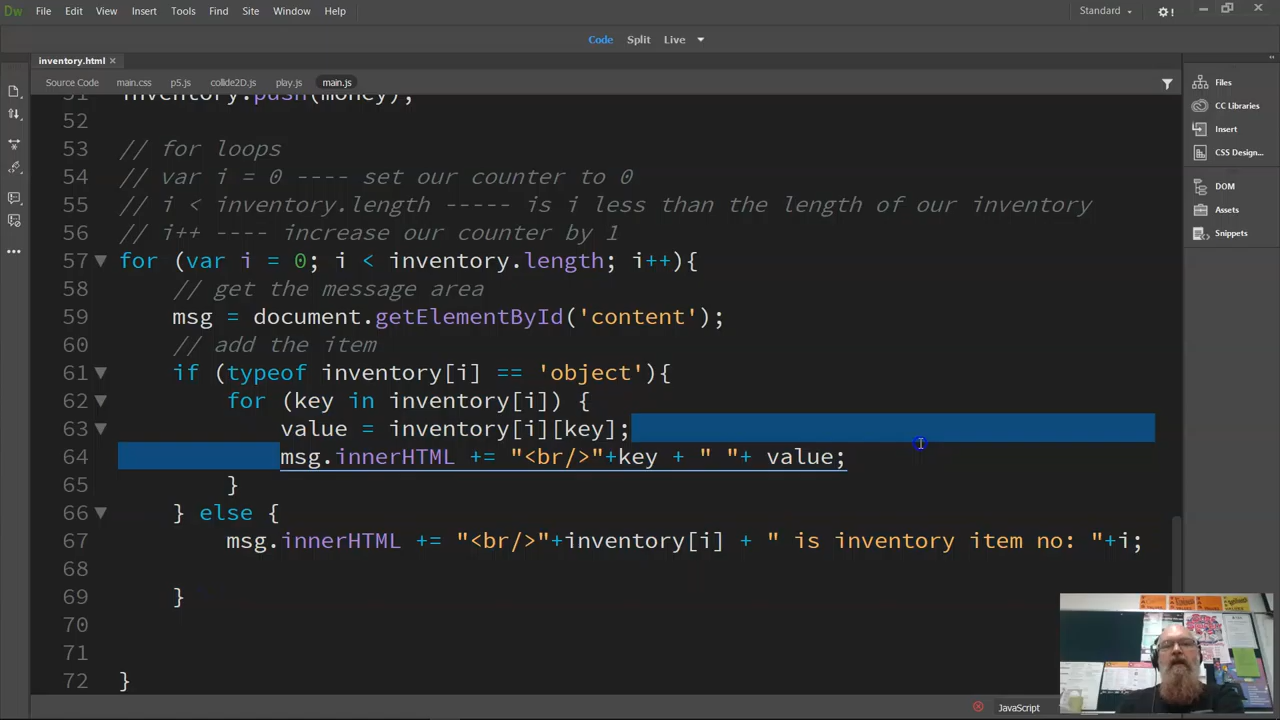 Dw File Edit View Insert Tools Find Site Window Help Standard
Code Split Live
inventory.html
Source Code main.css p5.js collide2D.js play.js main.js
51 inventory.push(money);
52
53 // for loops
54 // var i = 0 ---- set our counter to 0
55 // i < inventory.length ----- is i less than the length of our inventory
56 // i++ ---- increase our counter by 1
57 for (var i = 0; i < inventory.length; i++){
58 // get the message area
59 msg = document.getElementById('content');
60 // add the item
61 if (typeof inventory[i] == 'object'){
62 for (key in inventory[i]) {
63 value = inventory[i][key];
64 msg.innerHTML += "<br/>"+key + " "+ value;
65 }
66 } else {
67 msg.innerHTML += "<br/>"+inventory[i] + " is inventory item no: "+i;
68
69 }
70
71
72 }
Files
CC Libraries
Insert
CSS Design...
DOM
Assets
Snippets
JavaScript